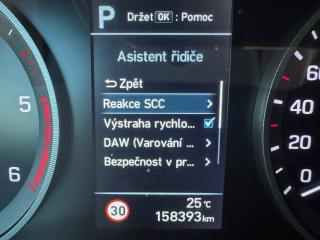 P Držet OK : Pomoc
Asistent řidiče
Zpět
Reakce SCC
Výstraha rychlo...
DAW (Varování ...
Bezpečnost v pr...
30
25°C
158393km
5
6
60
40
20
0